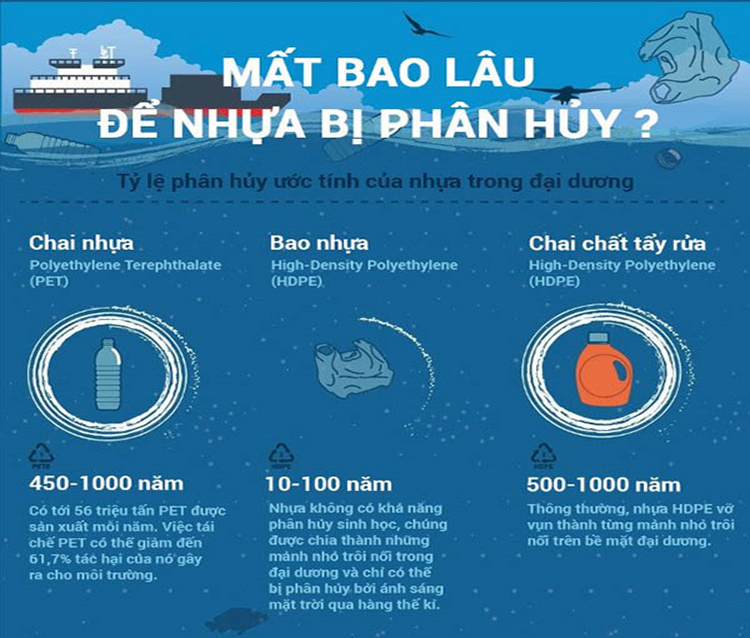 MẤT BAO LÂU
ĐỂ NHỰA BỊ PHÂN HỦY ?
Tỷ lệ phân hủy ước tính của nhựa trong đại dương
Chai nhựa
Polyethylene Terephthalate
(PET)
PETE
450-1000 năm
Có tới 56 triệu tấn PET được
sản xuất mỗi năm. Việc tái
chế PET có thể giảm đến
61,7% tác hại của nó gây
ra cho môi trường.
Bao nhựa
High-Density Polyethylene
(HDPE)
HDPE
10-100 năm
Nhựa không có khả năng
phân hủy sinh học, chúng
được chia thành những
mảnh nhỏ trôi nổi trong
đại dương và chỉ có thể
bị phân hủy bởi ánh sáng
mặt trời qua hàng thế kỉ.
Chai chất tẩy rửa
High-Density Polyethylene
(HDPE)
HDPE
500-1000 năm
Thông thường, nhựa HDPE vỡ
vụn thành từng mảnh nhỏ trôi
nổi trên bề mặt đại dương.